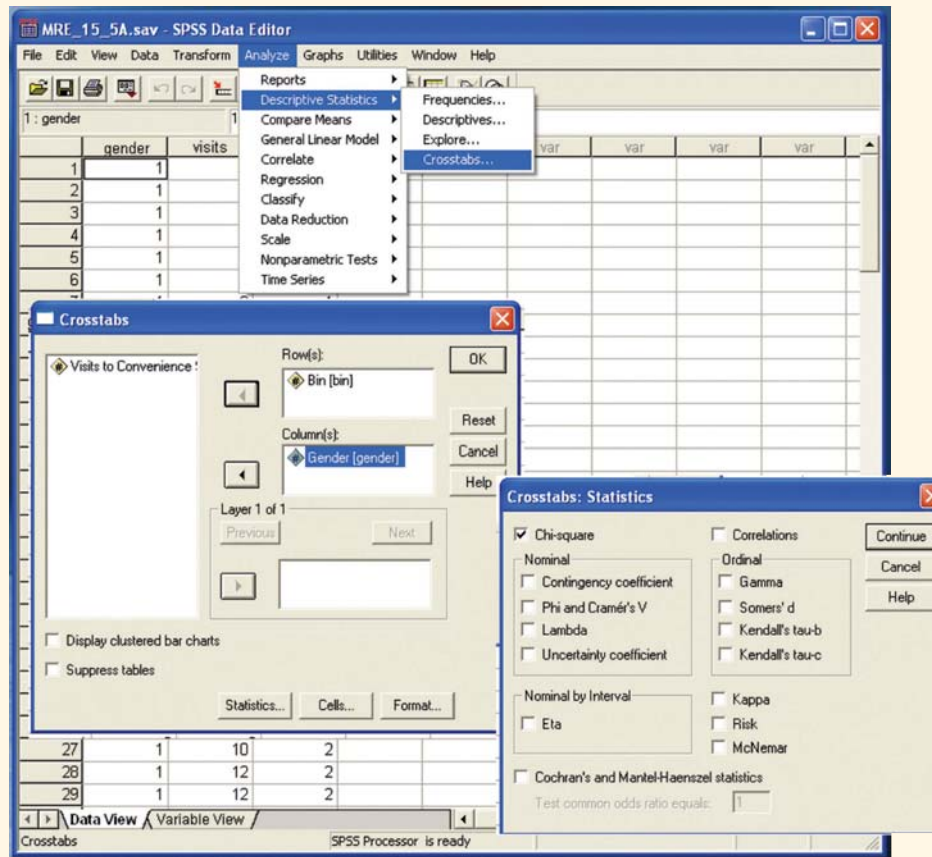 MRE_15_5A.sav - SPSS Data Editor
File Edit View Data Transform Analyze Graphs Utilities Window Help
Reports
Descriptive Statistics
Compare Means
General Linear Model
Correlate
Regression
Classify
Data Reduction
Scale
Nonparametric Tests
Time Series
Frequencies...
Descriptives...
Explore...
Crosstabs...
1 : gender 1
gender visits var var var var
1 1
2 1
3 1
4 1
5 1
6 1
Crosstabs
Visits to Convenience
Row(s):
Bin [bin]
Column(s):
Gender [gender]
Layer 1 of 1
Previous Next
OK
Reset
Cancel
Help
Display clustered bar charts
Suppress tables
Statistics... Cells... Format...
Crosstabs: Statistics
Chi-square Correlations
Nominal
Contingency coefficient
Phi and Cramér's V
Lambda
Uncertainty coefficient
Ordinal
Gamma
Somers' d
Kendall's tau-b
Kendall's tau-c
Nominal by Interval
Eta
Kappa
Risk
McNemar
Cochran's and Mantel-Haenszel statistics
Test common odds ratio equals: 1
Continue
Cancel
Help
27 1 10 2
28 1 12 2
29 1 12 2
Data View Variable View
Crosstabs SPSS Processor is ready